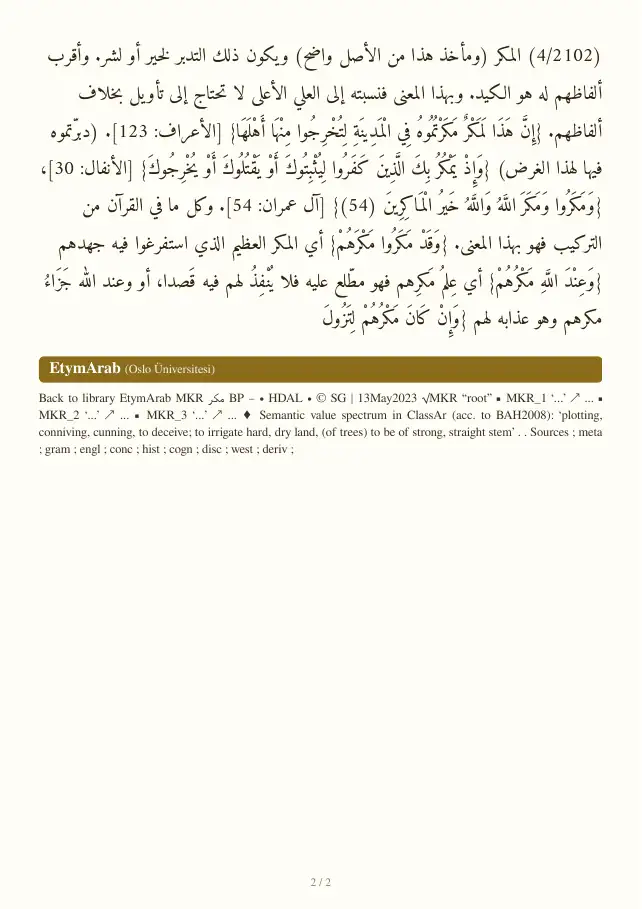 (4/2102) المكر (ومأخذ هذا من الأصل واضح) ويكون ذلك التدبر لخير أو لشر. وأقرب
ألفاظهم له هو الكيد. وبهذا المعنى فنسبته إلى العلي الأعلى لا تحتاج إلى تأويل بخلاف
ألفاظهم. {إِنَّ هَذَا لَمَكْرٌ مَكَرْتُمُوهُ فِي الْمَدِينَةِ لِتُخْرِجُوا مِنْهَا أَهْلَهَا} [الأعراف: 123]. (دبرّتموه
فيها لهذا الغرض) {وَإِذْ يَمْكُرُ بِكَ الَّذِينَ كَفَرُوا لِيُثْبِتُوكَ أَوْ يَقْتُلُوكَ أَوْ يُخْرِجُوكَ} [الأنفال: 30]،
{وَمَكَرُوا وَمَكَرَ اللَّهُ وَاللَّهُ خَيْرُ الْمَاكِرِينَ (54)} [آل عمران: 54]. وكل ما في القرآن من
التركيب فهو بهذا المعنى. {وَقَدْ مَكَرُوا مَكْرَهُمْ} أي المكر العظيم الذي استفرغوا فيه جهدهم
{وَعِنْدَ اللَّهِ مَكْرُهُمْ} أي عِلمُ مَكرِهم فهو مطّلع عليه فلا يُنْفِذُ لهم فيه قَصدا، أو وعند الله جَزَاءُ
مكرهم وهو عذابه لهم {وَإِنْ كَانَ مَكْرُهُمْ لِتَزُولَ
EtymArab (Oslo Üniversitesi)
Back to library EtymArab MKR مكر BP – • HDAL • © SG | 13May2023 √MKR “root” ▪ MKR_1 ‘...’ ↗ ... ▪
MKR_2 ‘...’ ↗ ... ▪ MKR_3 ‘...’ ↗ ... ♦ Semantic value spectrum in ClassAr (acc. to BAH2008): ‘plotting,
conniving, cunning, to deceive; to irrigate hard, dry land, (of trees) to be of strong, straight stem’ . . Sources ; meta
; gram ; engl ; conc ; hist ; cogn ; disc ; west ; deriv ;
2 / 2